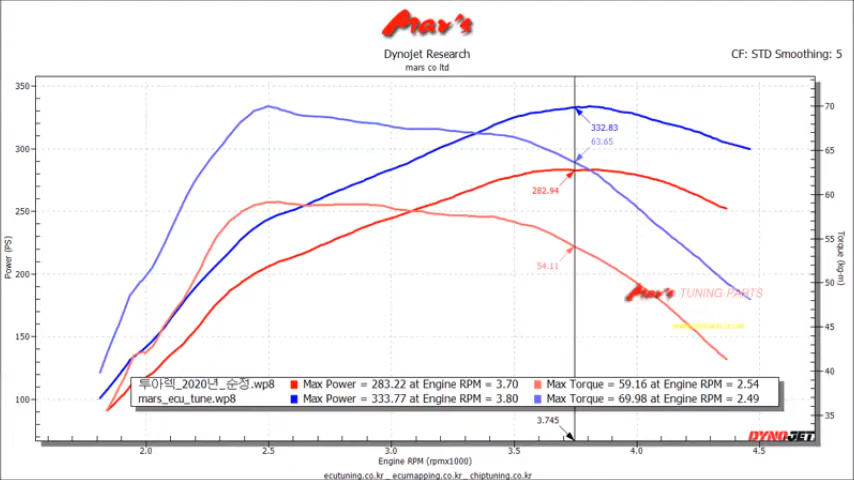 Mar's
Dynojet Research
CF: STD Smoothing: 5
mars co ltd
350
300
250
200
150
100
Power (PS)
70
65
60
55
50
45
40
35
Torque (kg-m)
332.83
63.65
282.94
54.11
Mar's TUNING PARTS
투아렉_2020년_순정.wp8 Max Power = 283.22 at Engine RPM = 3.70 Max Torque = 59.16 at Engine RPM = 2.54
mars_ecu_tune.wp8 Max Power = 333.77 at Engine RPM = 3.80 Max Torque = 69.98 at Engine RPM = 2.49
3.745
DYNOJET
2.0 2.5 3.0 3.5 4.0 4.5
Engine RPM (rpmx1000)
ecutuning.co.kr _ ecumapping.co.kr _ chiptuning.co.kr